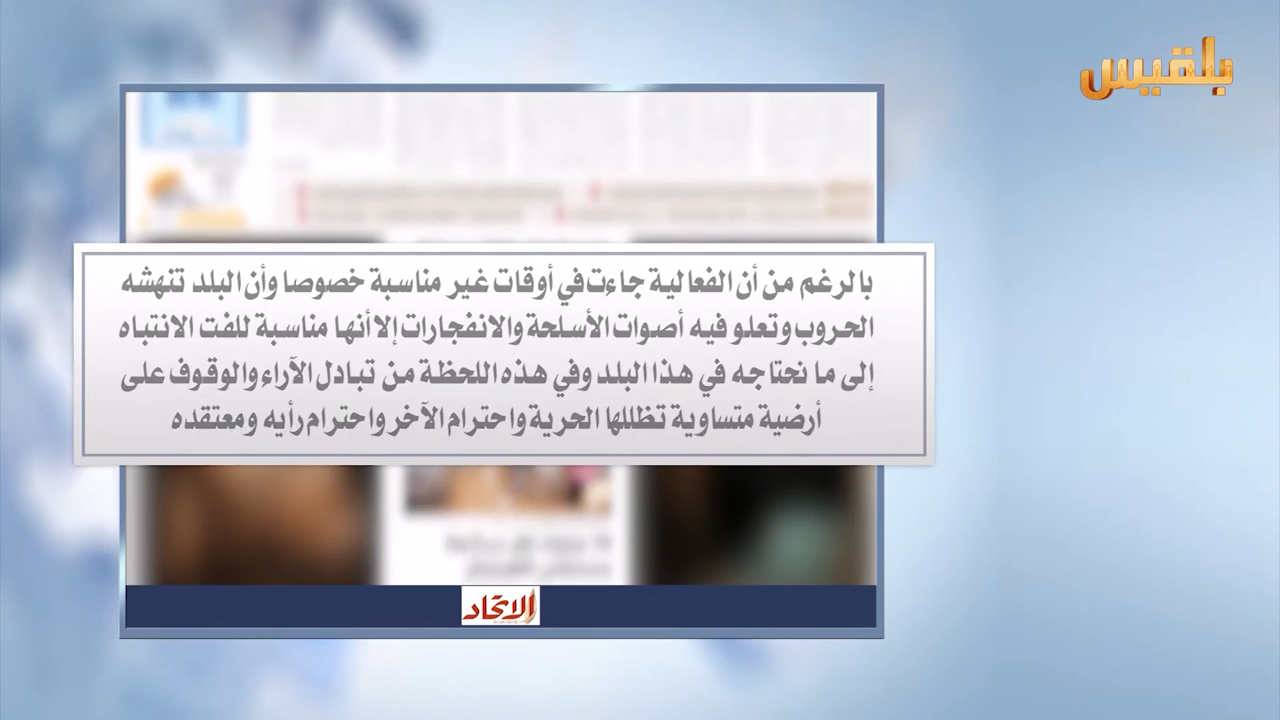 بلقيس
بالرغم من أن الفعالية جاءت في أوقات غير مناسبة خصوصا وأن البلد تنهشه
الحروب وتعلو فيه أصوات الأسلحة والانفجارات إلا أنها مناسبة للفت الانتباه
إلى ما نحتاجه في هذا البلد وفي هذه اللحظة من تبادل الآراء والوقوف على
أرضية متساوية تظللها الحرية واحترام الآخر واحترام رأيه ومعتقده
الاتحاد